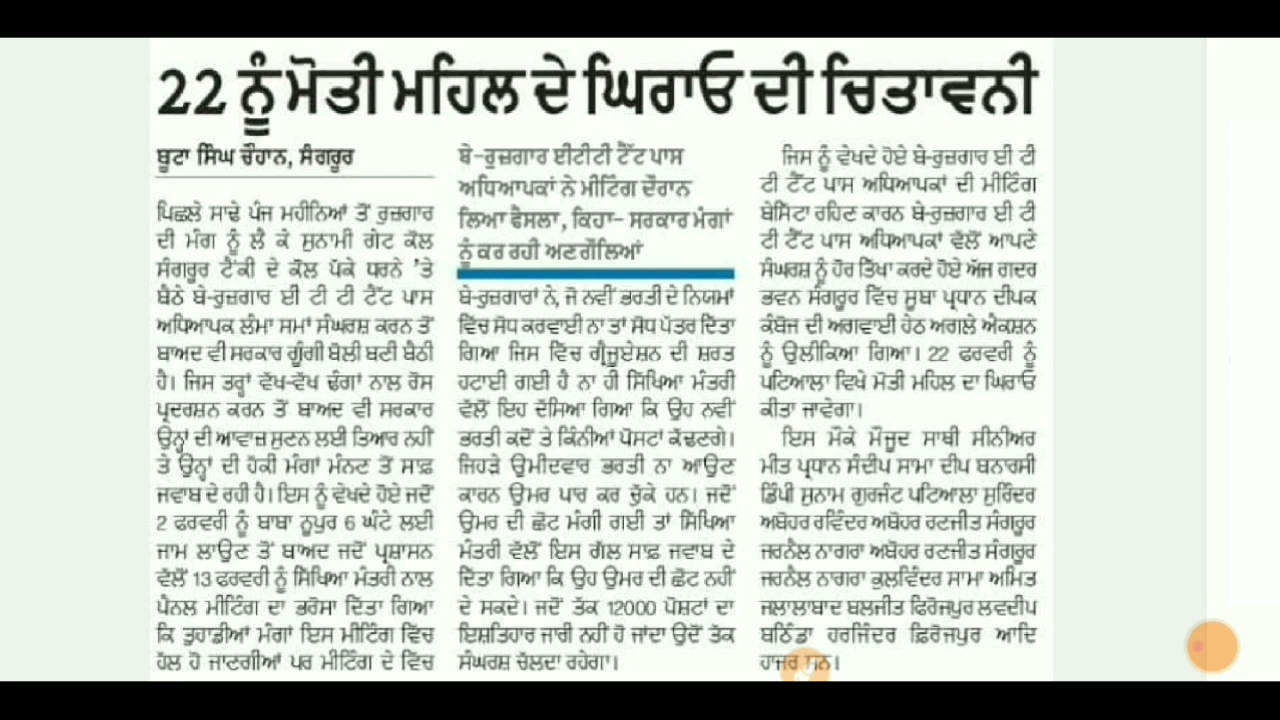 22 ਨੂੰ ਮੋਤੀ ਮਹਿਲ ਦੇ ਘਿਰਾਓ ਦੀ ਚਿਤਾਵਨੀ
ਬੂਟਾ ਸਿੰਘ ਚੌਹਾਨ, ਸੰਗਰੂਰ
ਪਿਛਲੇ ਸਾਢੇ ਪੰਜ ਮਹੀਨਿਆਂ ਤੋਂ ਰੁਜ਼ਗਾਰ
ਦੀ ਮੰਗ ਨੂੰ ਲੈ ਕੇ ਸੁਨਾਮੀ ਗੇਟ ਕੋਲ
ਸੰਗਰੂਰ ਟੈਂਕੀ ਦੇ ਕੋਲ ਪੱਕੇ ਧਰਨੇ 'ਤੇ
ਬੈਠੇ ਬੇ-ਰੁਜ਼ਗਾਰ ਈ ਟੀ ਟੀ ਟੈੱਟ ਪਾਸ
ਅਧਿਆਪਕ ਲੰਮਾ ਸਮਾਂ ਸੰਘਰਸ਼ ਕਰਨ ਤੋਂ
ਬਾਅਦ ਵੀ ਸਰਕਾਰ ਗੂੰਗੀ ਬੋਲੀ ਬਣੀ ਬੈਠੀ
ਹੈ। ਜਿਸ ਤਰ੍ਹਾਂ ਵੱਖ-ਵੱਖ ਢੰਗਾਂ ਨਾਲ ਰੋਸ
ਪ੍ਰਦਰਸ਼ਨ ਕਰਨ ਤੋਂ ਬਾਅਦ ਵੀ ਸਰਕਾਰ
ਉਨ੍ਹਾਂ ਦੀ ਆਵਾਜ਼ ਸੁਣਨ ਲਈ ਤਿਆਰ ਨਹੀਂ
ਤੇ ਉਨ੍ਹਾਂ ਦੀ ਹੱਕੀ ਮੰਗਾਂ ਮੰਨਣ ਤੋਂ ਸਾਫ਼
ਜਵਾਬ ਦੇ ਰਹੀ ਹੈ। ਇਸ ਨੂੰ ਵੇਖਦੇ ਹੋਏ ਜਦੋਂ
2 ਫਰਵਰੀ ਨੂੰ ਬਾਬਾ ਨੂਪੁਰ 6 ਘੰਟੇ ਲਈ
ਜਾਮ ਲਾਉਣ ਤੋਂ ਬਾਅਦ ਜਦੋਂ ਪ੍ਰਸ਼ਾਸਨ
ਵੱਲੋਂ 13 ਫਰਵਰੀ ਨੂੰ ਸਿੱਖਿਆ ਮੰਤਰੀ ਨਾਲ
ਪੈਨਲ ਮੀਟਿੰਗ ਦਾ ਭਰੋਸਾ ਦਿੱਤਾ ਗਿਆ
ਕਿ ਤੁਹਾਡੀਆਂ ਮੰਗਾਂ ਇਸ ਮੀਟਿੰਗ ਵਿੱਚ
ਹੱਲ ਹੋ ਜਾਣਗੀਆਂ ਪਰ ਮੀਟਿੰਗ ਦੇ ਵਿੱਚ
ਬੇ-ਰੁਜ਼ਗਾਰ ਈਟੀਟੀ ਟੈੱਟ ਪਾਸ
ਅਧਿਆਪਕਾਂ ਨੇ ਮੀਟਿੰਗ ਦੌਰਾਨ
ਲਿਆ ਫੈਸਲਾ, ਕਿਹਾ- ਸਰਕਾਰ ਮੰਗਾਂ
ਨੂੰ ਕਰ ਰਹੀ ਅਣਗੌਲਿਆਂ
ਬੇ-ਰੁਜ਼ਗਾਰਾਂ ਨੇ, ਜੋ ਨਵੀਂ ਭਰਤੀ ਦੇ ਨਿਯਮਾਂ
ਵਿੱਚ ਸੋਧ ਕਰਵਾਈ ਨਾ ਤਾਂ ਸੋਧ ਪੱਤਰ ਦਿੱਤਾ
ਗਿਆ ਜਿਸ ਵਿੱਚ ਗ੍ਰੈਜੂਏਸ਼ਨ ਦੀ ਸ਼ਰਤ
ਹਟਾਈ ਗਈ ਹੈ ਨਾ ਹੀ ਸਿੱਖਿਆ ਮੰਤਰੀ
ਵੱਲੋਂ ਇਹ ਦੱਸਿਆ ਗਿਆ ਕਿ ਉਹ ਨਵੀਂ
ਭਰਤੀ ਕਦੋਂ ਤੇ ਕਿੰਨੀਆਂ ਪੋਸਟਾਂ ਕੱਢਣਗੇ।
ਜਿਹੜੇ ਉਮੀਦਵਾਰ ਭਰਤੀ ਨਾ ਆਉਣ
ਕਾਰਨ ਉਮਰ ਪਾਰ ਕਰ ਚੁੱਕੇ ਹਨ। ਜਦੋਂ
ਉਮਰ ਦੀ ਛੋਟ ਮੰਗੀ ਗਈ ਤਾਂ ਸਿੱਖਿਆ
ਮੰਤਰੀ ਵੱਲੋਂ ਇਸ ਗੱਲ ਸਾਫ਼ ਜਵਾਬ ਦੇ
ਦਿੱਤਾ ਗਿਆ ਕਿ ਉਹ ਉਮਰ ਦੀ ਛੋਟ ਨਹੀਂ
ਦੇ ਸਕਦੇ। ਜਦੋਂ ਤੱਕ 12000 ਪੋਸ਼ਟਾਂ ਦਾ
ਇਸ਼ਤਿਹਾਰ ਜਾਰੀ ਨਹੀਂ ਹੋ ਜਾਂਦਾ ਉਦੋਂ ਤੱਕ
ਸੰਘਰਸ਼ ਚੱਲਦਾ ਰਹੇਗਾ।
ਜਿਸ ਨੂੰ ਵੇਖਦੇ ਹੋਏ ਬੇ-ਰੁਜ਼ਗਾਰ ਈ ਟੀ
ਟੀ ਟੈੱਟ ਪਾਸ ਅਧਿਆਪਕਾਂ ਦੀ ਮੀਟਿੰਗ
ਬੇਸਿੱਟਾ ਰਹਿਣ ਕਾਰਨ ਬੇ-ਰੁਜ਼ਗਾਰ ਈ ਟੀ
ਟੀ ਟੈੱਟ ਪਾਸ ਅਧਿਆਪਕਾਂ ਵੱਲੋਂ ਆਪਣੇ
ਸੰਘਰਸ਼ ਨੂੰ ਹੋਰ ਤਿੱਖਾ ਕਰਦੇ ਹੋਏ ਅੱਜ ਗਦਰ
ਭਵਨ ਸੰਗਰੂਰ ਵਿੱਚ ਸੂਬਾ ਪ੍ਰਧਾਨ ਦੀਪਕ
ਕੰਬੋਜ ਦੀ ਅਗਵਾਈ ਹੇਠ ਅਗਲੇ ਐਕਸ਼ਨ
ਨੂੰ ਉਲੀਕਿਆ ਗਿਆ। 22 ਫਰਵਰੀ ਨੂੰ
ਪਟਿਆਲਾ ਵਿਖੇ ਮੋਤੀ ਮਹਿਲ ਦਾ ਘਿਰਾਓ
ਕੀਤਾ ਜਾਵੇਗਾ।
ਇਸ ਮੌਕੇ ਮੌਜੂਦ ਸਾਥੀ ਸੀਨੀਅਰ
ਮੀਤ ਪ੍ਰਧਾਨ ਸੰਦੀਪ ਸਾਮਾ ਦੀਪ ਬਨਾਰਸੀ
ਡਿੰਪੀ ਸੁਨਾਮ ਗੁਰਜੰਟ ਪਟਿਆਲਾ ਸੁਰਿੰਦਰ
ਅਬੋਹਰ ਰਵਿੰਦਰ ਅਬੋਹਰ ਰਣਜੀਤ ਸੰਗਰੂਰ
ਜਰਨੈਲ ਨਾਗਰਾ ਅਬੋਹਰ ਰਣਜੀਤ ਸੰਗਰੂਰ
ਜਰਨੈਲ ਨਾਗਰਾ ਕੁਲਵਿੰਦਰ ਸਾਮਾ ਅਮਿਤ
ਜਲਾਲਾਬਾਦ ਬਲਜੀਤ ਫਿਰੋਜਪੁਰ ਲਵਦੀਪ
ਬਠਿੰਡਾ ਹਰਜਿੰਦਰ ਫ਼ਿਰੋਜਪੁਰ ਆਦਿ
ਹਾਜ਼ਰ ਸਨ।